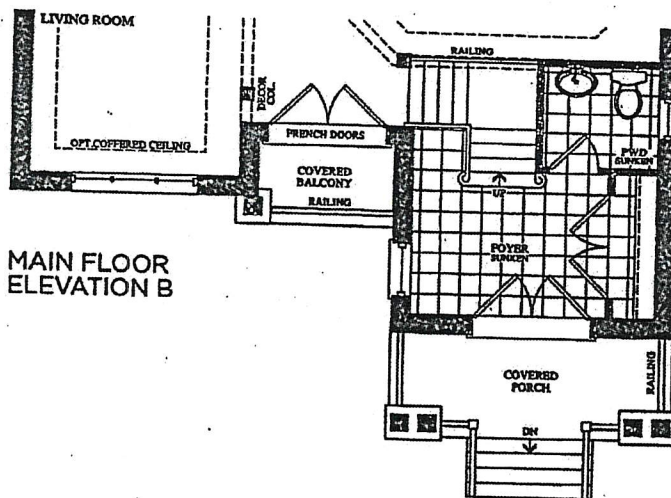 LIVING ROOM
RAILING
DECOR
COL.
FRENCH DOORS
OPT.COFFERED CEILING
PWD
SUNKEN
COVERED
BALCONY
UP
RAILING
FOYER
SUNKEN
MAIN FLOOR
ELEVATION B
COVERED
PORCH
RAILING
DN